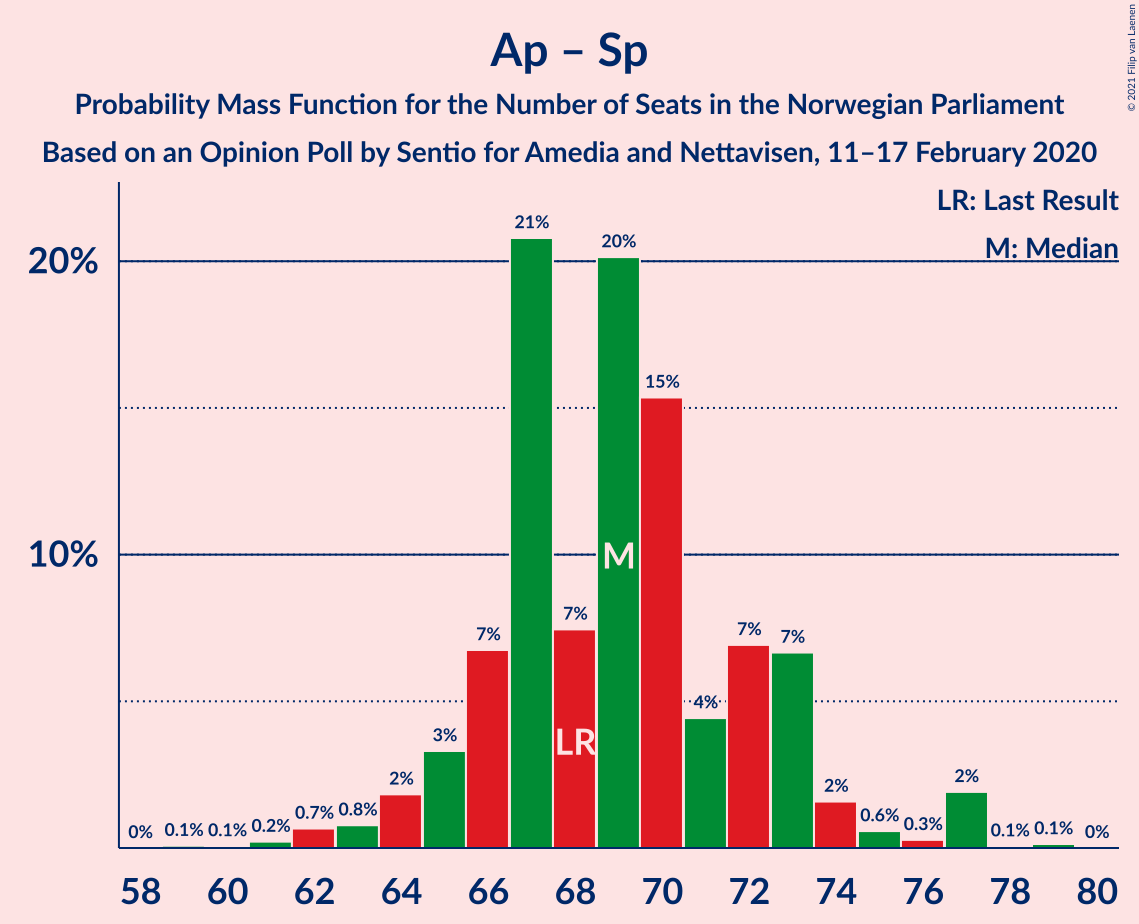 © 2021 Filip van Laenen
Ap – Sp
Probability Mass Function for the Number of Seats in the Norwegian Parliament
Based on an Opinion Poll by Sentio for Amedia and Nettavisen, 11–17 February 2020
LR: Last Result
M: Median
20%
10%
0% 0.1% 0.1% 0.2% 0.7% 0.8% 2% 3% 7% 21% 7% 20% 15% 4% 7% 7% 2% 0.6% 0.3% 2% 0.1% 0.1% 0%
M
LR
58 60 62 64 66 68 70 72 74 76 78 80